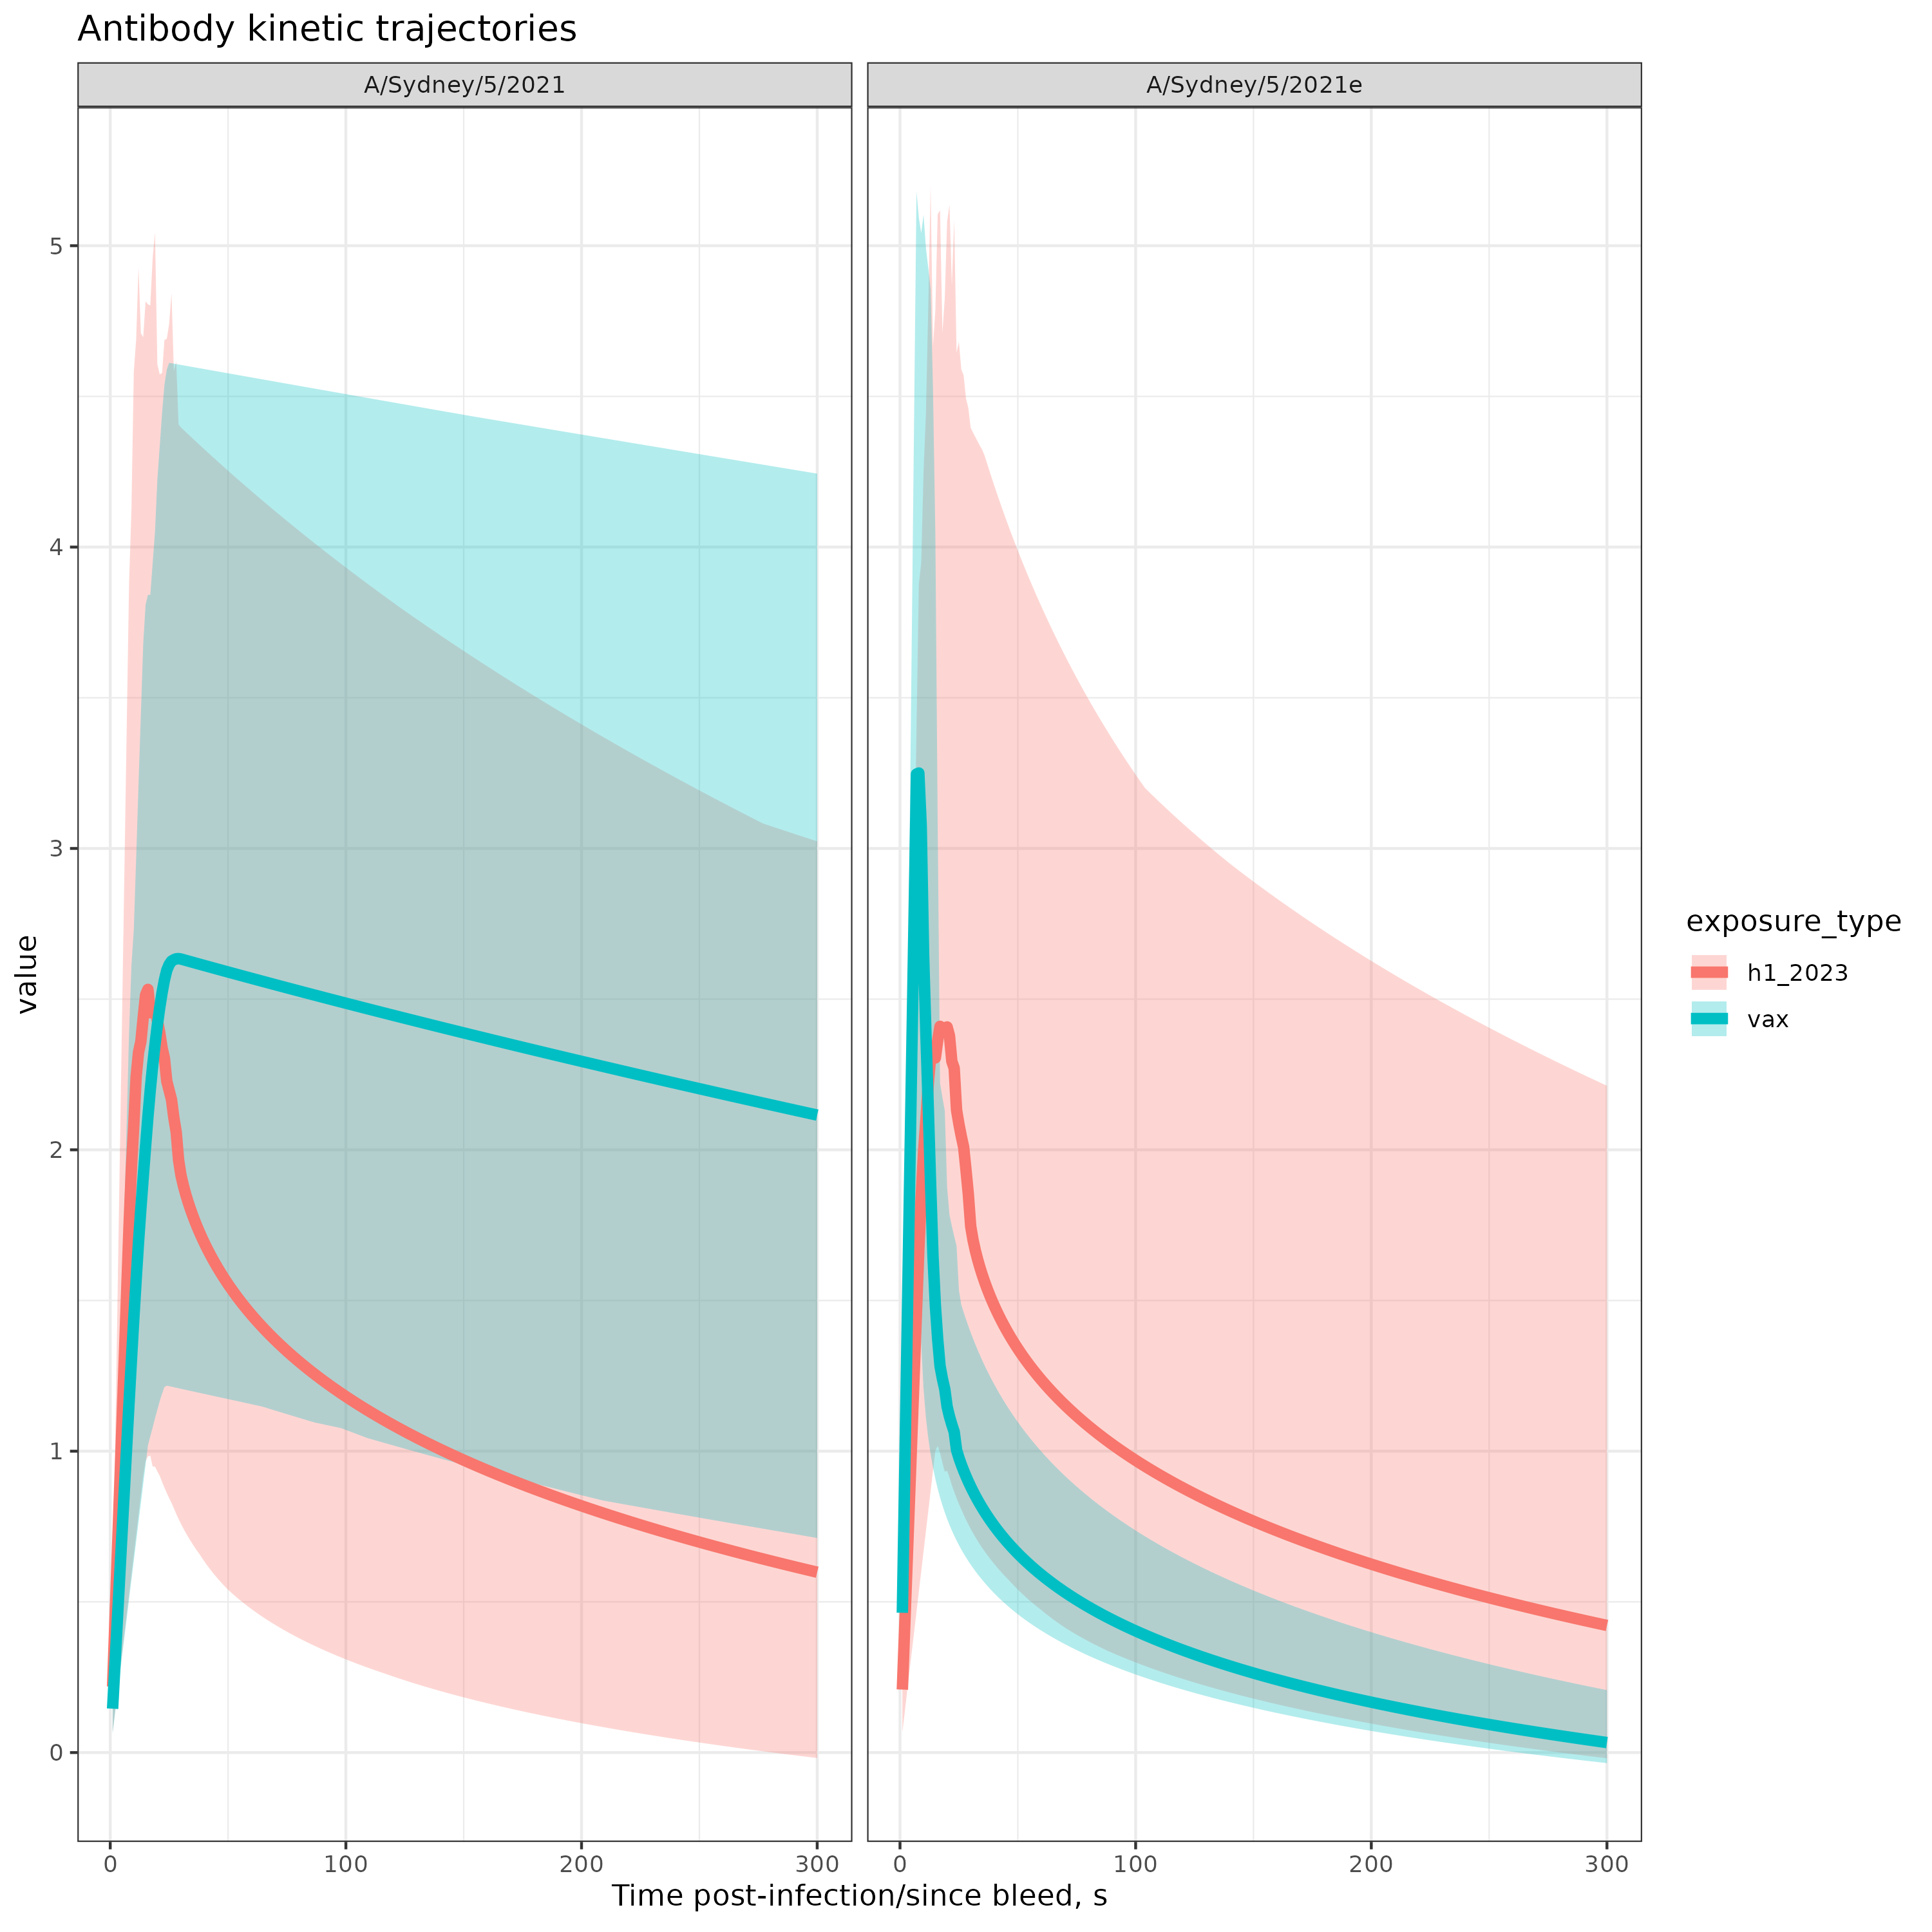 Antibody kinetic trajectories
A/Sydney/5/2021
A/Sydney/5/2021e
value
5
4
3
2
1
0
0
100
200
300
0
100
200
300
Time post-infection/since bleed, s
exposure_type
h1_2023
vax